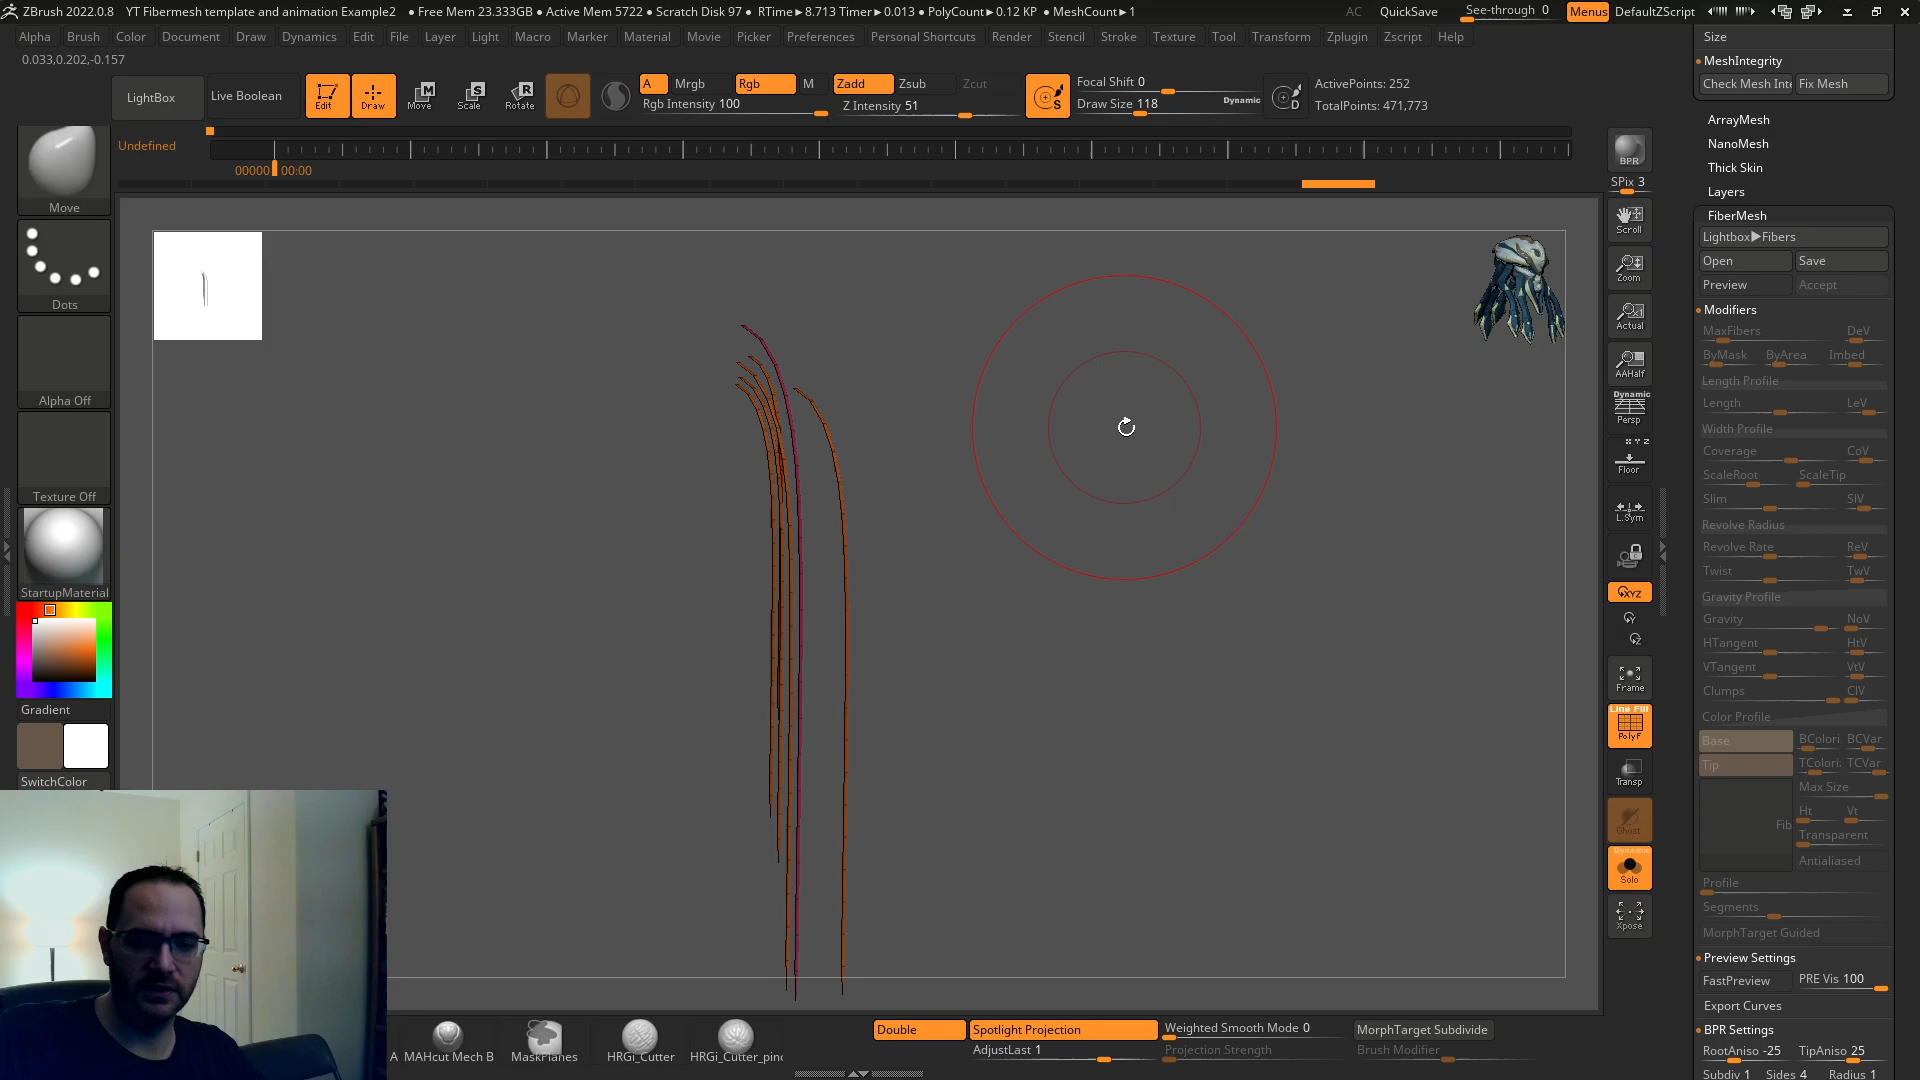 ZBrush 2022.0.8 YT Fibermesh template and animation Example2 ● Free Mem 23.333GB ● Active Mem 5722 ● Scratch Disk 97 ● RTime►8.713 Timer►0.013 ● PolyCount►0.12 KP ● MeshCount►1 AC QuickSave See-through 0 Menus DefaultZScript
Alpha Brush Color Document Draw Dynamics Edit File Layer Light Macro Marker Material Movie Picker Preferences Personal Shortcuts Render Stencil Stroke Texture Tool Transform Zplugin Zscript Help
0.033,0.202,-0.157
LightBox Live Boolean Edit Draw Move Scale Rotate
M S R
A Mrgb Rgb M Zadd Zsub Zcut
Rgb Intensity 100 Z Intensity 51
S Focal Shift 0
Draw Size 118 Dynamic D
ActivePoints: 252
TotalPoints: 471,773
Undefined
00000 00:00
Move
Dots
Alpha Off
Texture Off
StartupMaterial
Gradient
SwitchColor
BPR
SPix 3
Scroll
Zoom
Actual
AAHalf
Dynamic
Persp
X Y Z
Floor
L.Sym
XYZ
Y
Z
Frame
Line Fill
PolyF
Transp
Ghost
Dynamic
Solo
Xpose
Size
MeshIntegrity
Check Mesh Inte Fix Mesh
ArrayMesh
NanoMesh
Thick Skin
Layers
FiberMesh
Lightbox►Fibers
Open Save
Preview Accept
Modifiers
MaxFibers DeV
ByMask ByArea Imbed
Length Profile
Length LeV
Width Profile
Coverage CoV
ScaleRoot ScaleTip
Slim SlV
Revolve Radius
Revolve Rate ReV
Twist TwV
Gravity Profile
Gravity NoV
HTangent HtV
VTangent VtV
Clumps ClV
Color Profile
Base BColori BCVar
Tip TColori: TCVar
Max Size
Fib Ht Vt
Transparent
Antialiased
Profile
Segments
MorphTarget Guided
Preview Settings
FastPreview PRE Vis 100
Export Curves
BPR Settings
RootAniso -25 TipAniso 25
Subdiv 1 Sides 4 Radius 1
A MAHcut Mech B MaskPlanes HRGi_Cutter HRGi_Cutter_pinc
Double Spotlight Projection Weighted Smooth Mode 0 MorphTarget Subdivide
AdjustLast 1 Projection Strength Brush Modifier